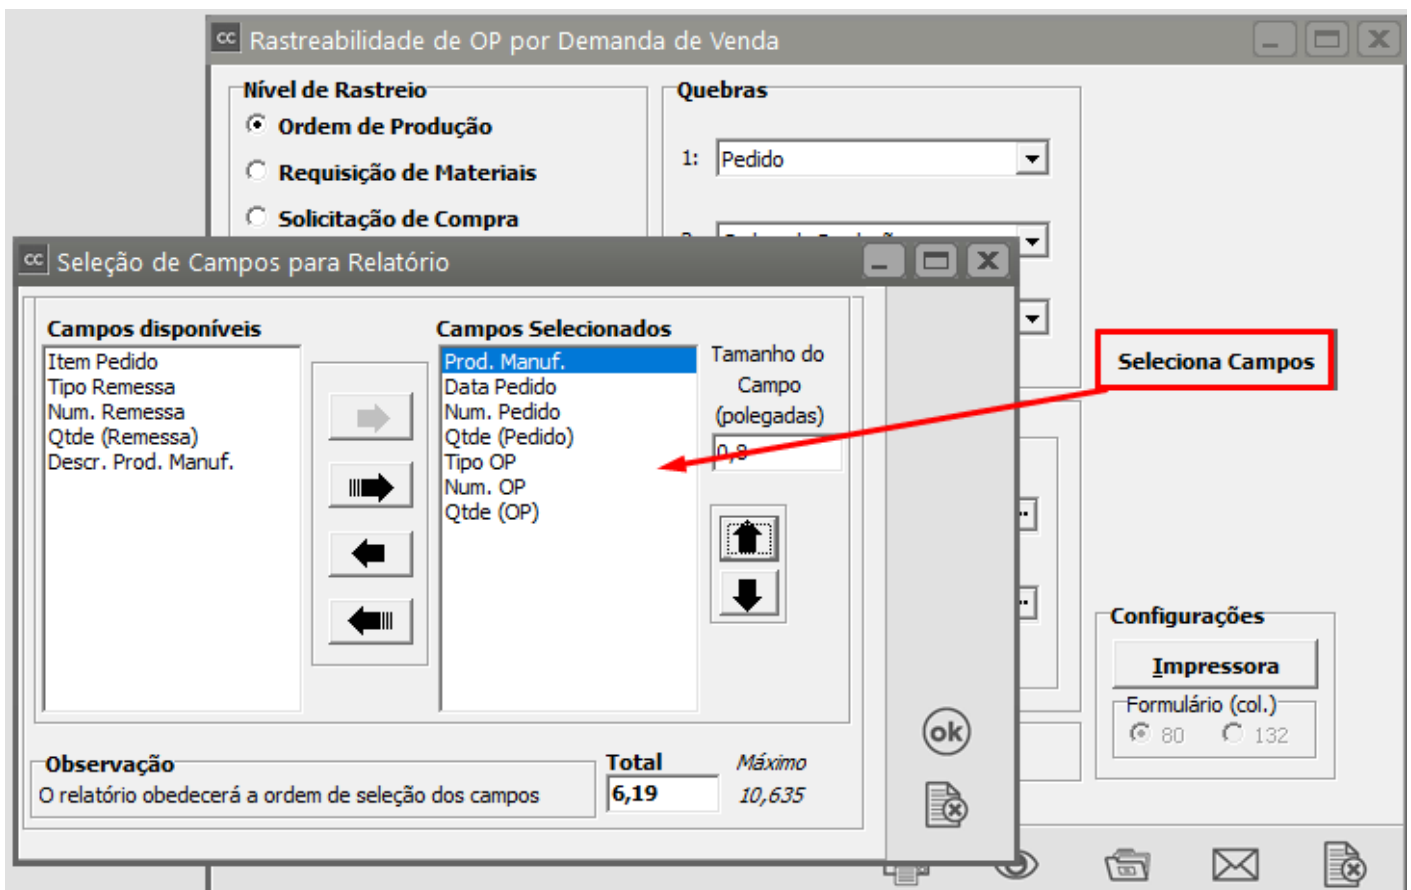 cc Rastreabilidade de OP por Demanda de Venda
Nível de Rastreio
Ordem de Produção
Requisição de Materiais
Solicitação de Compra
Quebras
1: Pedido
cc Seleção de Campos para Relatório
Campos disponíveis
Item Pedido
Tipo Remessa
Num. Remessa
Qtde (Remessa)
Descr. Prod. Manuf.
Campos Selecionados
Prod. Manuf.
Data Pedido
Num. Pedido
Qtde (Pedido)
Tipo OP
Num. OP
Qtde (OP)
Tamanho do
Campo
(polegadas)
0,8
Observação
O relatório obedecerá a ordem de seleção dos campos
Total
6,19
Máximo
10,635
ok
Seleciona Campos
Configurações
Impressora
Formulário (col.)
80 132